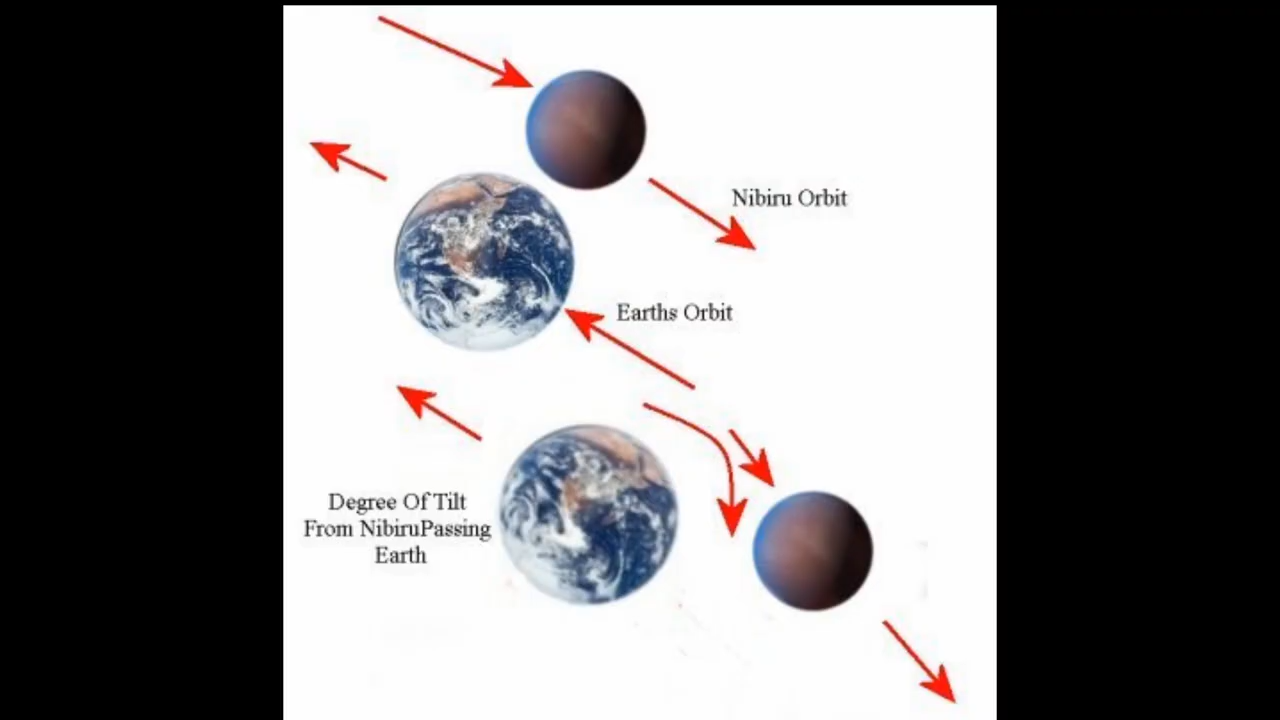 Nibiru Orbit
Earths Orbit
Degree Of Tilt
From NibiruPassing
Earth